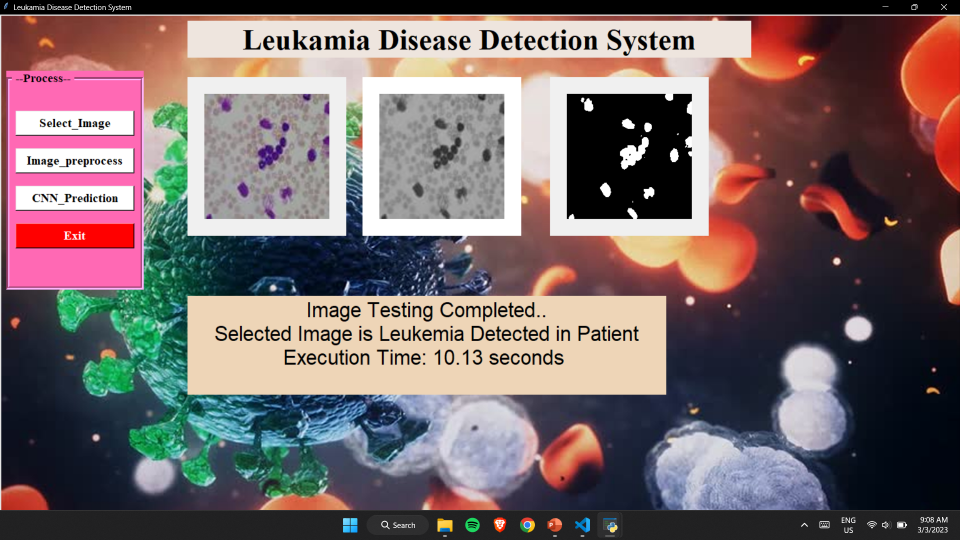 Leukamia Disease Detection System
Leukamia Disease Detection System
--Process--
Select_Image
Image_preprocess
CNN_Prediction
Exit
Image Testing Completed..
Selected Image is Leukemia Detected in Patient
Execution Time: 10.13 seconds
Search
ENG
US
9:08 AM
3/3/2023